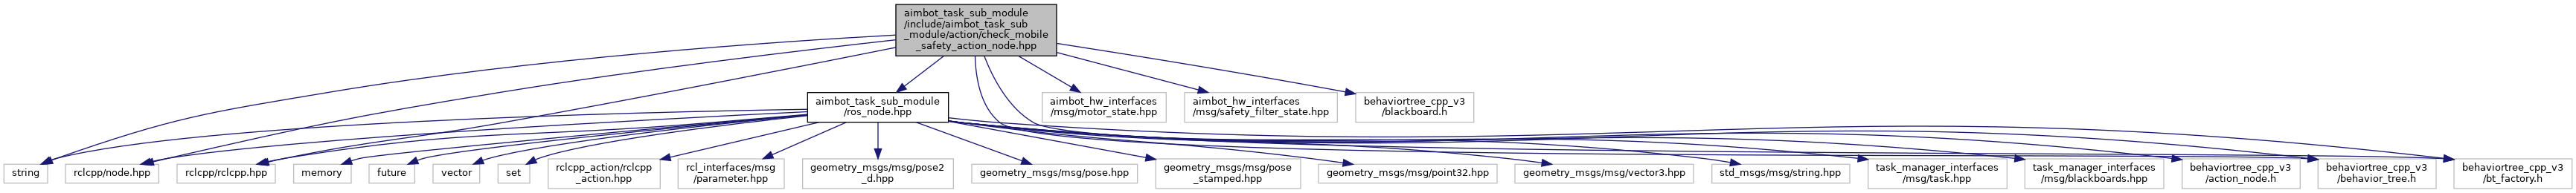 aimbot_task_sub_module
/include/aimbot_task_sub
_module/action/check_mobile
_safety_action_node.hpp
aimbot_task_sub_module
/ros_node.hpp
aimbot_hw_interfaces
/msg/motor_state.hpp
aimbot_hw_interfaces
/msg/safety_filter_state.hpp
behaviortree_cpp_v3
/blackboard.h
string
rclcpp/node.hpp
rclcpp/rclcpp.hpp
memory
future
vector
set
rclcpp_action/rclcpp
_action.hpp
rcl_interfaces/msg
/parameter.hpp
geometry_msgs/msg/pose2
_d.hpp
geometry_msgs/msg/pose.hpp
geometry_msgs/msg/pose
_stamped.hpp
geometry_msgs/msg/point32.hpp
geometry_msgs/msg/vector3.hpp
std_msgs/msg/string.hpp
task_manager_interfaces
/msg/task.hpp
task_manager_interfaces
/msg/blackboards.hpp
behaviortree_cpp_v3
/action_node.h
behaviortree_cpp_v3
/behavior_tree.h
behaviortree_cpp_v3
/bt_factory.h